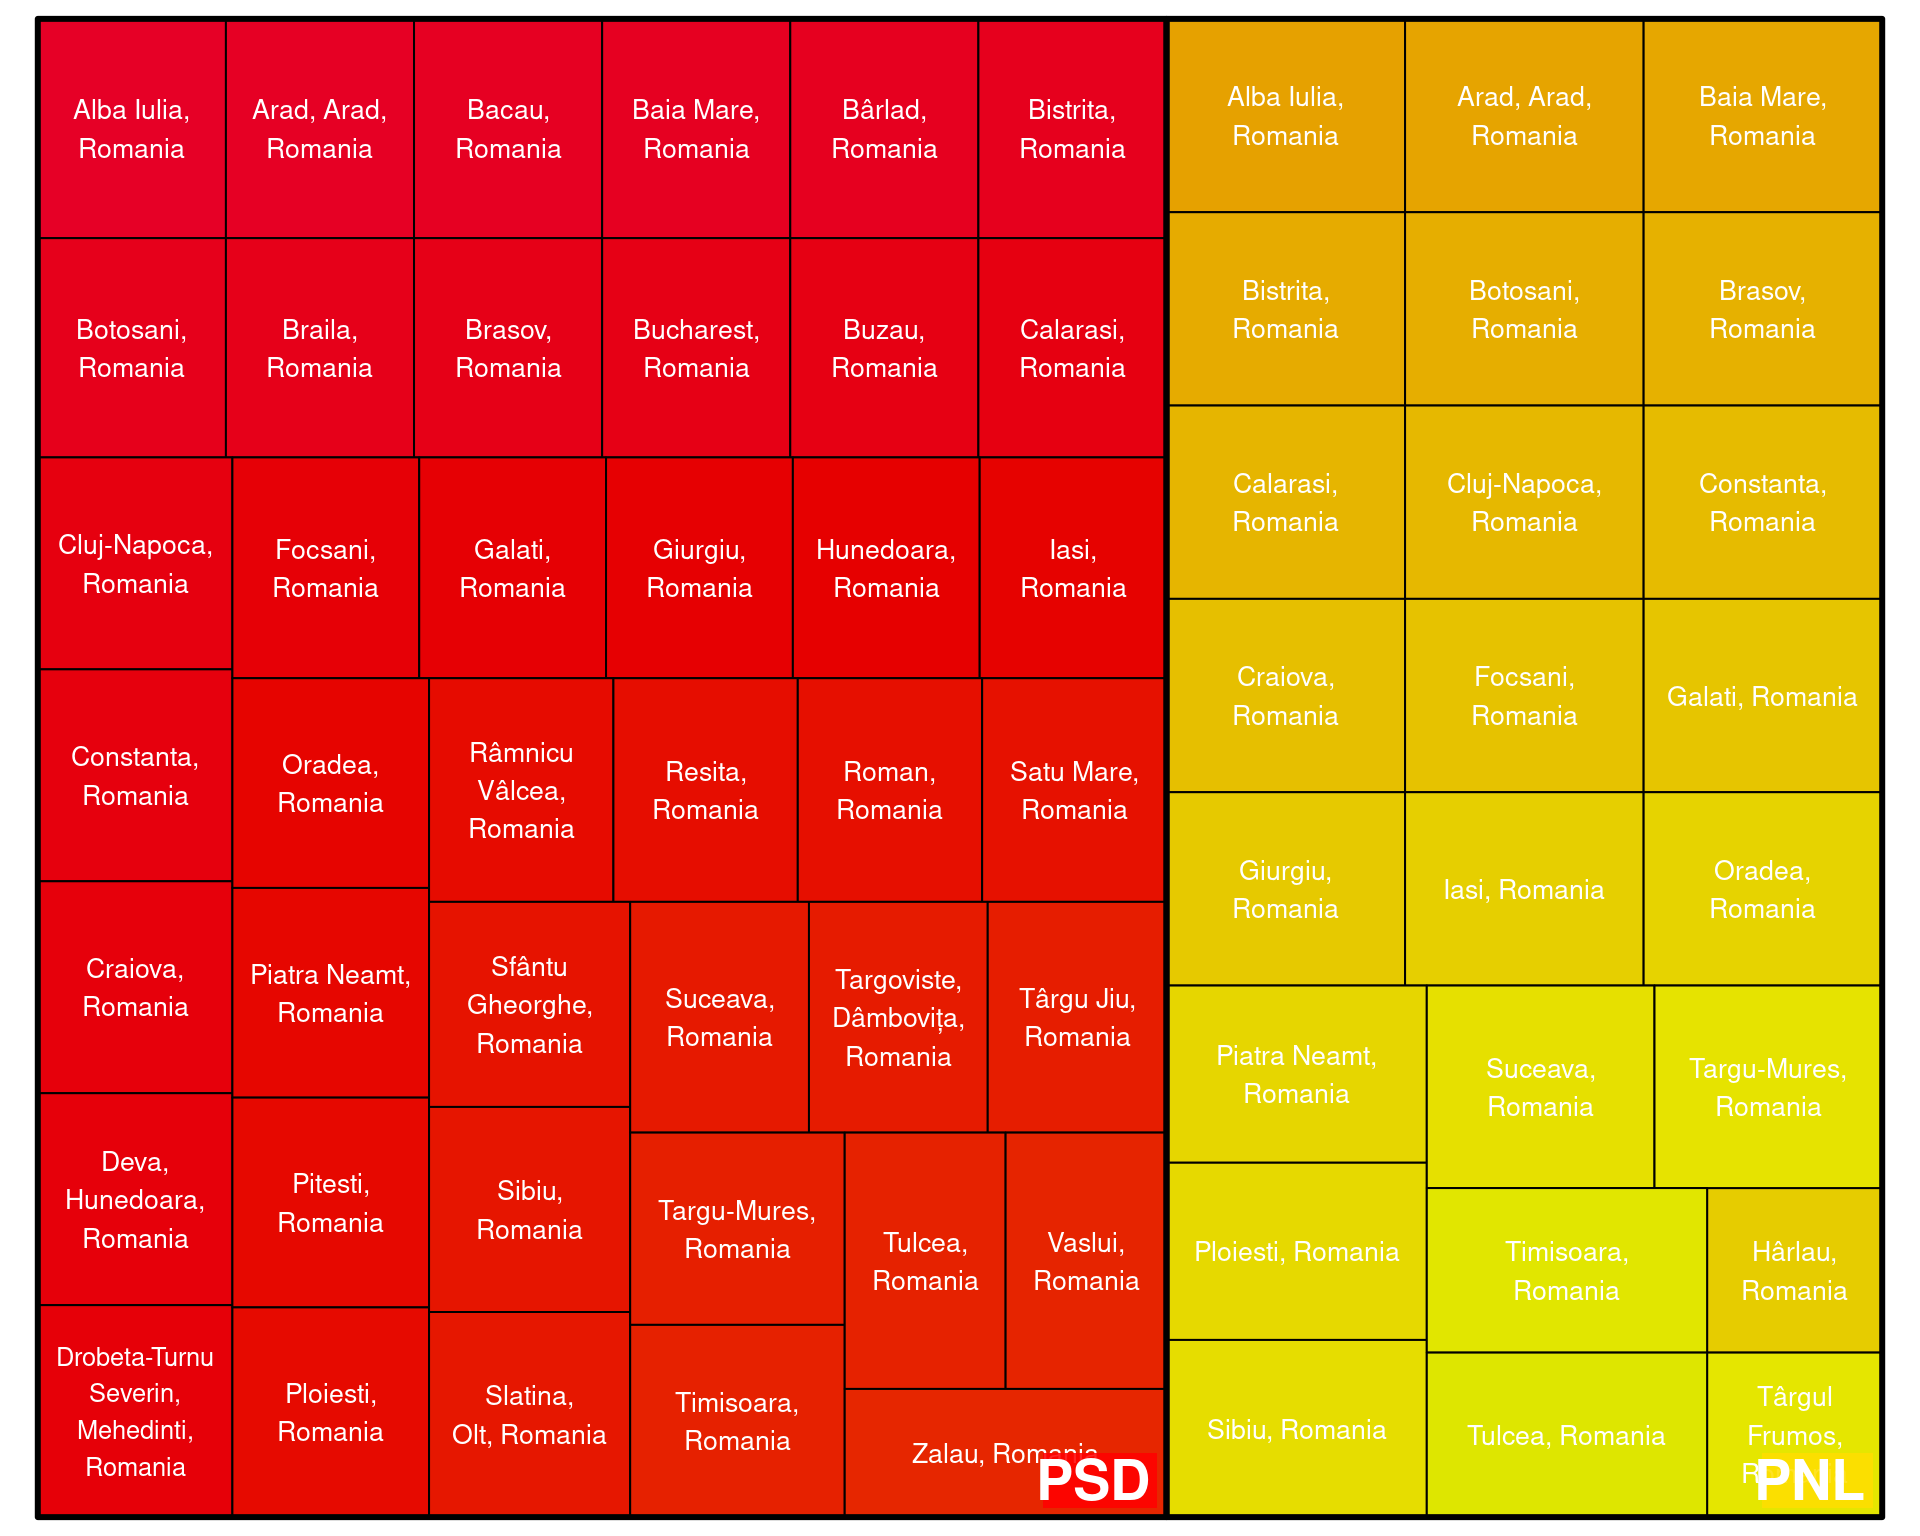 Alba Iulia,
Romania
Arad, Arad,
Romania
Bacau,
Romania
Baia Mare,
Romania
Bârlad,
Romania
Bistrita,
Romania
Botosani,
Romania
Braila,
Romania
Brasov,
Romania
Bucharest,
Romania
Buzau,
Romania
Calarasi,
Romania
Cluj-Napoca,
Romania
Focsani,
Romania
Galati,
Romania
Giurgiu,
Romania
Hunedoara,
Romania
Iasi,
Romania
Constanta,
Romania
Oradea,
Romania
Râmnicu
Vâlcea,
Romania
Resita,
Romania
Roman,
Romania
Satu Mare,
Romania
Craiova,
Romania
Piatra Neamt,
Romania
Sfântu
Gheorghe,
Romania
Suceava,
Romania
Targoviste,
Dâmbovița,
Romania
Târgu Jiu,
Romania
Deva,
Hunedoara,
Romania
Pitesti,
Romania
Sibiu,
Romania
Targu-Mures,
Romania
Tulcea,
Romania
Vaslui,
Romania
Drobeta-Turnu
Severin,
Mehedinti,
Romania
Ploiesti,
Romania
Slatina,
Olt, Romania
Timisoara,
Romania
Zalau, Romania
PSD
Alba Iulia,
Romania
Arad, Arad,
Romania
Baia Mare,
Romania
Bistrita,
Romania
Botosani,
Romania
Brasov,
Romania
Calarasi,
Romania
Cluj-Napoca,
Romania
Constanta,
Romania
Craiova,
Romania
Focsani,
Romania
Galati, Romania
Giurgiu,
Romania
Iasi, Romania
Oradea,
Romania
Piatra Neamt,
Romania
Suceava,
Romania
Targu-Mures,
Romania
Ploiesti, Romania
Timisoara,
Romania
Hârlau,
Romania
Sibiu, Romania
Tulcea, Romania
Târgul
Frumos,
PNL